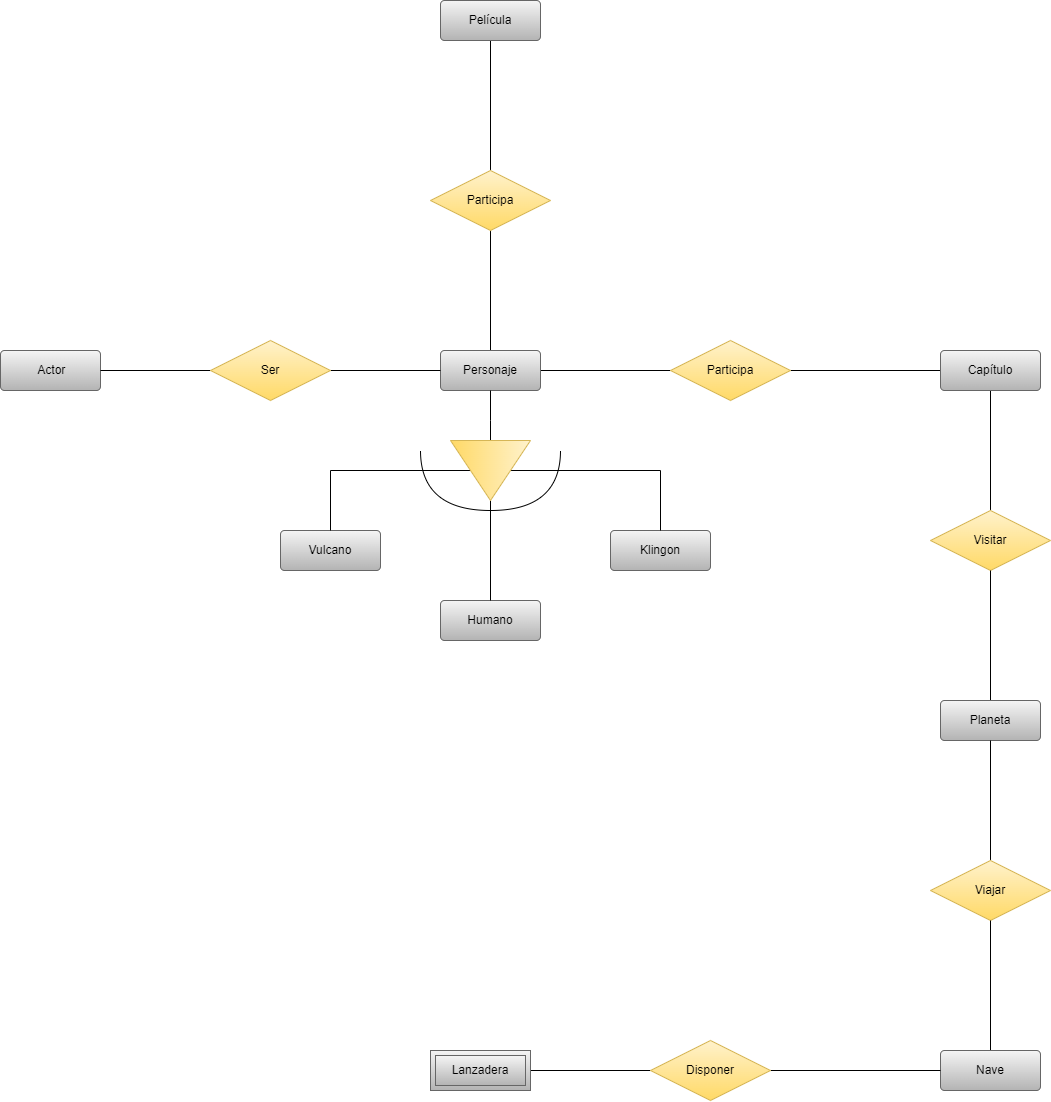 Película
Participa
Actor
Ser
Personaje
Participa
Capítulo
Vulcano
Klingon
Visitar
Humano
Planeta
Viajar
Lanzadera
Disponer
Nave